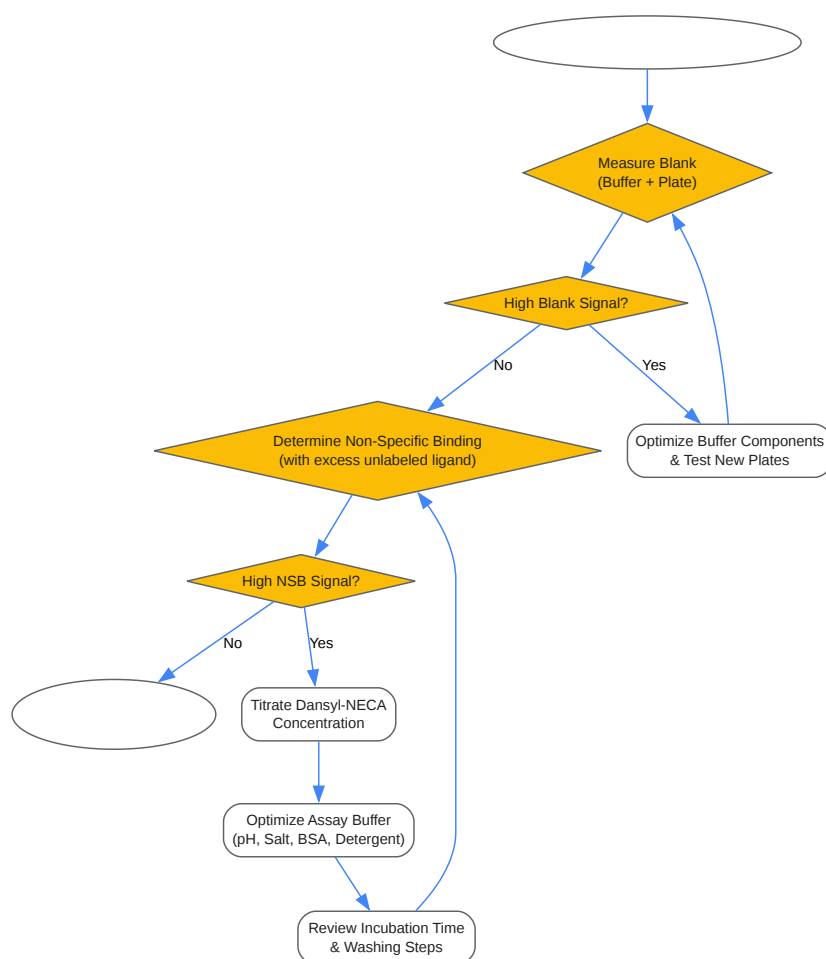 Measure Blank
(Buffer + Plate)
High Blank Signal?
No
Yes
Determine Non-Specific Binding
(with excess unlabeled ligand)
Optimize Buffer Components
& Test New Plates
High NSB Signal?
No
Yes
Titrate Dansyl-NECA
Concentration
Optimize Assay Buffer
(pH, Salt, BSA, Detergent)
Review Incubation Time
& Washing Steps